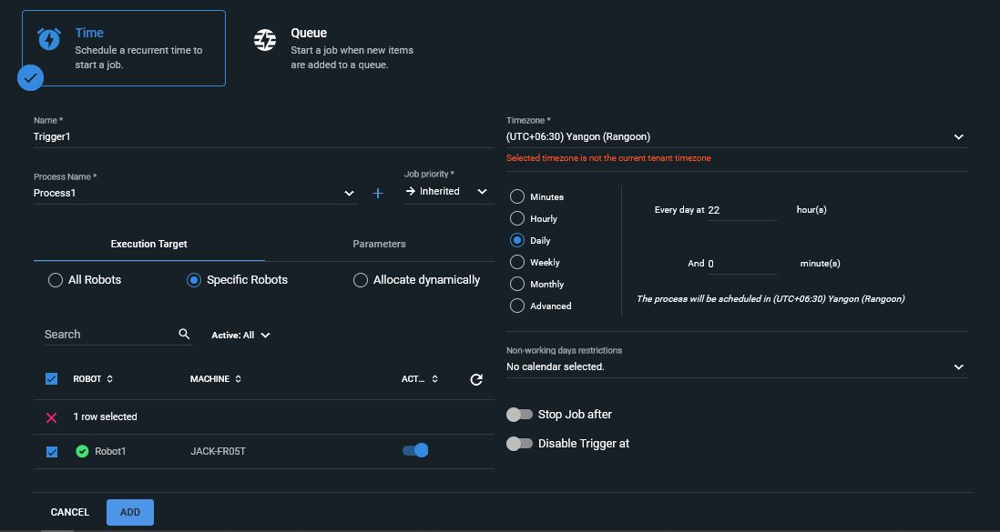 Time
Schedule a recurrent time to
start a job.
Queue
Start a job when new items
are added to a queue.
Name *
Trigger1
Process Name *
Process1
Job priority *
Inherited
Execution Target
Parameters
All Robots
Specific Robots
Allocate dynamically
Search
Active: All
ROBOT
MACHINE
ACT...
1 row selected
Robot1
JACK-FR05T
Timezone *
(UTC+06:30) Yangon (Rangoon)
Selected timezone is not the current tenant timezone
Minutes
Hourly
Daily
Weekly
Monthly
Advanced
Every day at 22 hour(s)
And 0 minute(s)
The process will be scheduled in (UTC+06:30) Yangon (Rangoon)
Non-working days restrictions
No calendar selected.
Stop Job after
Disable Trigger at
CANCEL
ADD